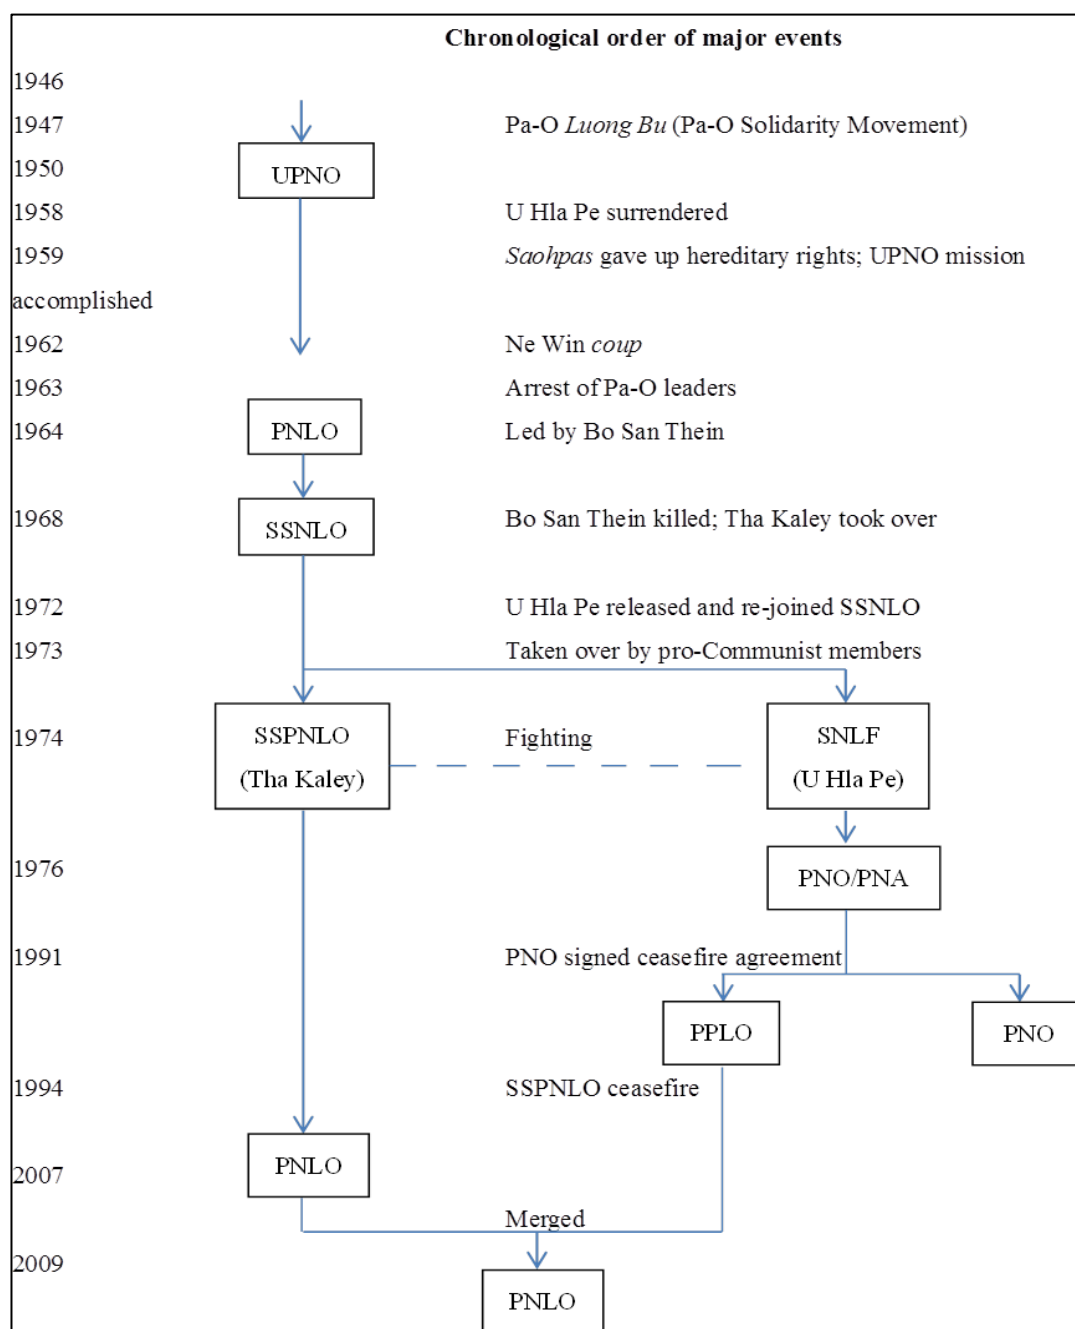 Chronological order of major events
1946
1947 Pa-O Luong Bu (Pa-O Solidarity Movement)
1950 UPNO
1958 U Hla Pe surrendered
1959 Saohpas gave up hereditary rights; UPNO mission
accomplished
1962 Ne Win coup
1963 Arrest of Pa-O leaders
1964 PNLO Led by Bo San Thein
1968 SSNLO Bo San Thein killed; Tha Kaley took over
1972 U Hla Pe released and re-joined SSNLO
1973 Taken over by pro-Communist members
1974 SSPNLO Fighting SNLF
(Tha Kaley) (U Hla Pe)
1976 PNO/PNA
1991 PNO signed ceasefire agreement
PPLO PNO
1994 SSPNLO ceasefire
PNLO
2007
Merged
2009
PNLO